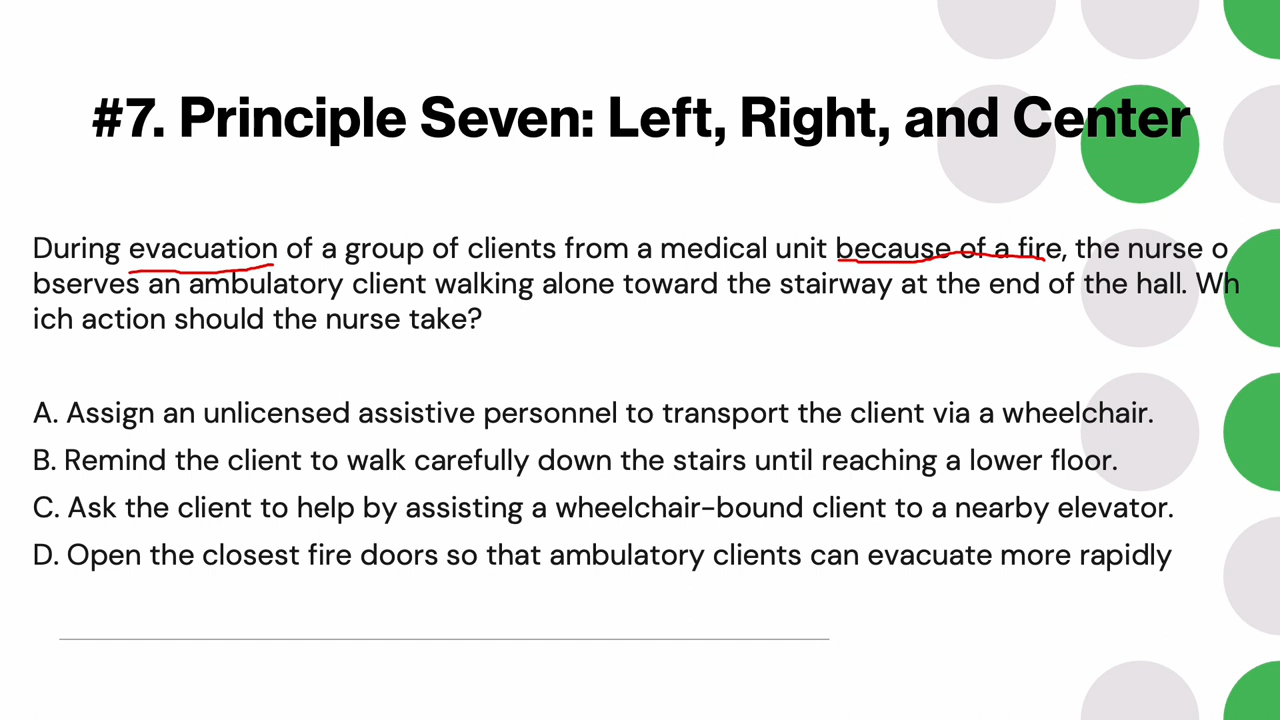 #7. Principle Seven: Left, Right, and Center
During evacuation of a group of clients from a medical unit because of a fire, the nurse o
bserves an ambulatory client walking alone toward the stairway at the end of the hall. Wh
ich action should the nurse take?
A. Assign an unlicensed assistive personnel to transport the client via a wheelchair.
B. Remind the client to walk carefully down the stairs until reaching a lower floor.
C. Ask the client to help by assisting a wheelchair-bound client to a nearby elevator.
D. Open the closest fire doors so that ambulatory clients can evacuate more rapidly